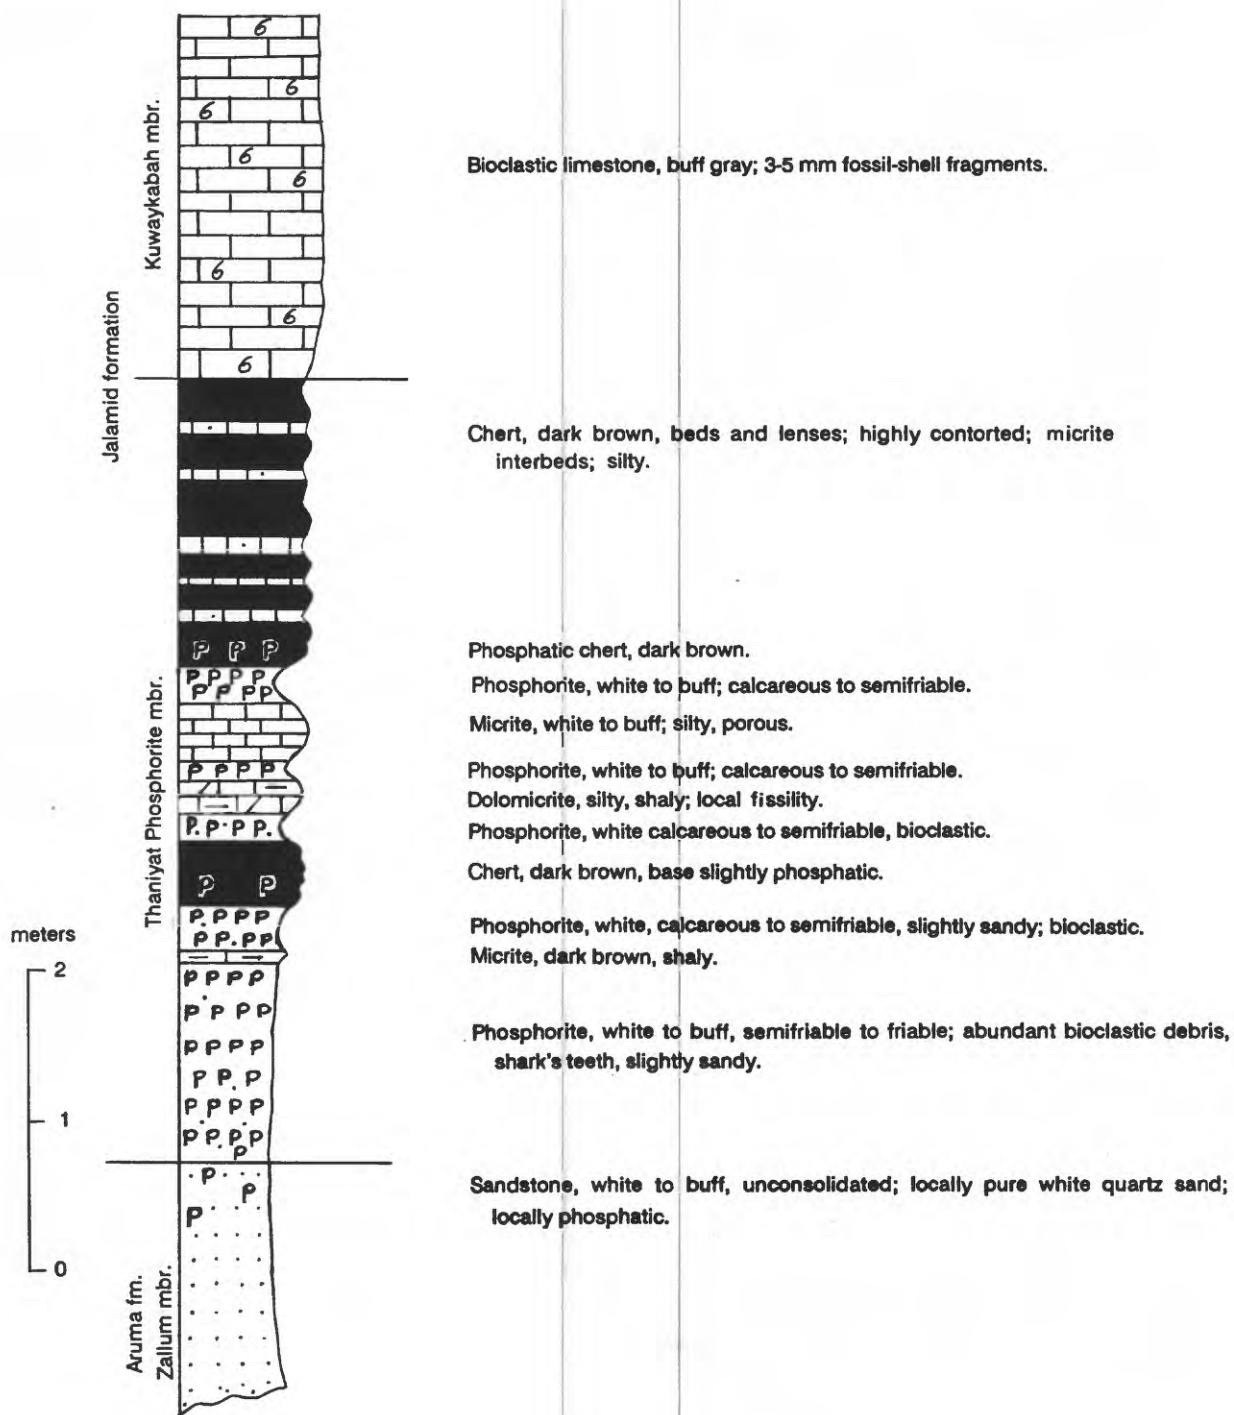 Kuwaykabah mbr.
Bioclastic limestone, buff gray; 3-5 mm fossil-shell fragments.
Jalamid formation
Chert, dark brown, beds and lenses; highly contorted; micrite
interbeds; silty.
Thaniyat Phosphorite mbr.
Phosphatic chert, dark brown.
Phosphorite, white to buff; calcareous to semifriable.
Micrite, white to buff; silty, porous.
Phosphorite, white to buff; calcareous to semifriable.
Dolomicrite, silty, shaly; local fissility.
Phosphorite, white calcareous to semifriable, bioclastic.
Chert, dark brown, base slightly phosphatic.
Phosphorite, white, calcareous to semifriable, slightly sandy; bioclastic.
Micrite, dark brown, shaly.
meters
2
1
0
Phosphorite, white to buff, semifriable to friable; abundant bioclastic debris,
shark's teeth, slightly sandy.
Sandstone, white to buff, unconsolidated; locally pure white quartz sand;
locally phosphatic.
Aruma fm.
Zallum mbr.